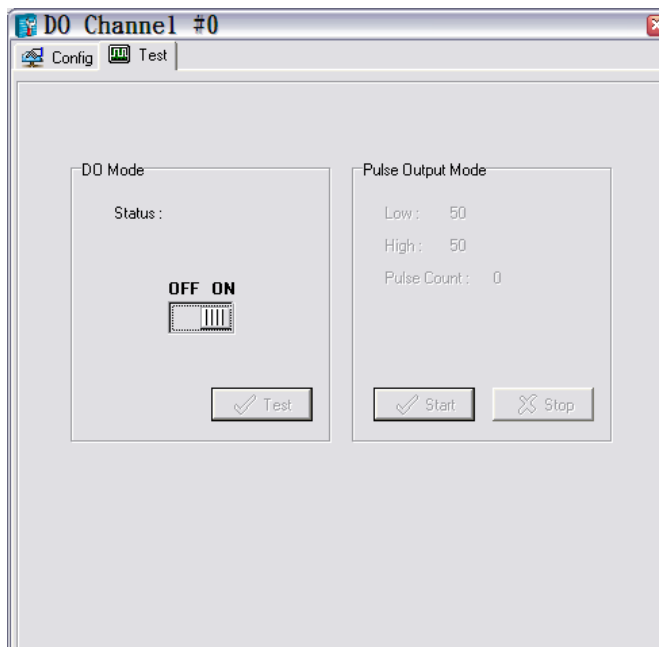 DO Channel #0
Config Test
DO Mode
Status :
OFF ON
Test
Pulse Output Mode
Low : 50
High : 50
Pulse Count : 0
Start Stop